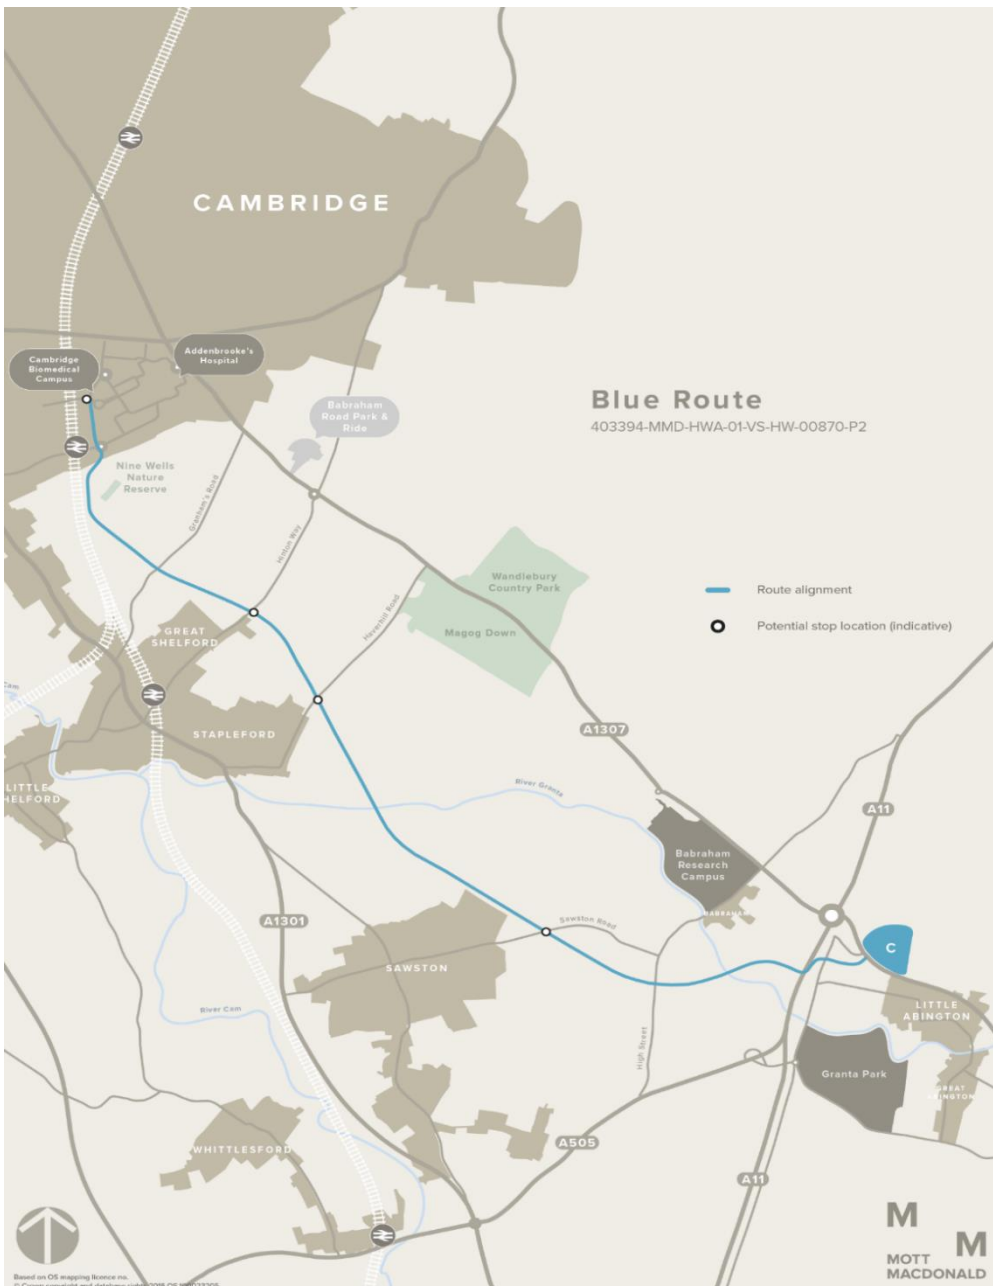 CAMBRIDGE
Cambridge
Biomedical
Campus
Addenbrooke's
Hospital
Babraham
Road Park &
Ride
Blue Route
403394-MMD-HWA-01-VS-HW-00870-P2
Nine Wells
Nature
Reserve
Granham's Road
Hinton Way
Haverhill Road
Wandlebury
Country Park
Magog Down
Route alignment
Potential stop location (indicative)
GREAT
SHELFORD
Cam
STAPLEFORD
A1307
River Granta
LITTLE
HELFORD
A11
Babraham
Research
Campus
BABRAHAM
A1301
Sawston Road
C
SAWSTON
River Cam
LITTLE
ABINGTON
High Street
Granta Park
GREAT
ABINGTON
WHITTLESFORD
A505
A11
M
M
MOTT
MACDONALD
Based on OS mapping licence no.